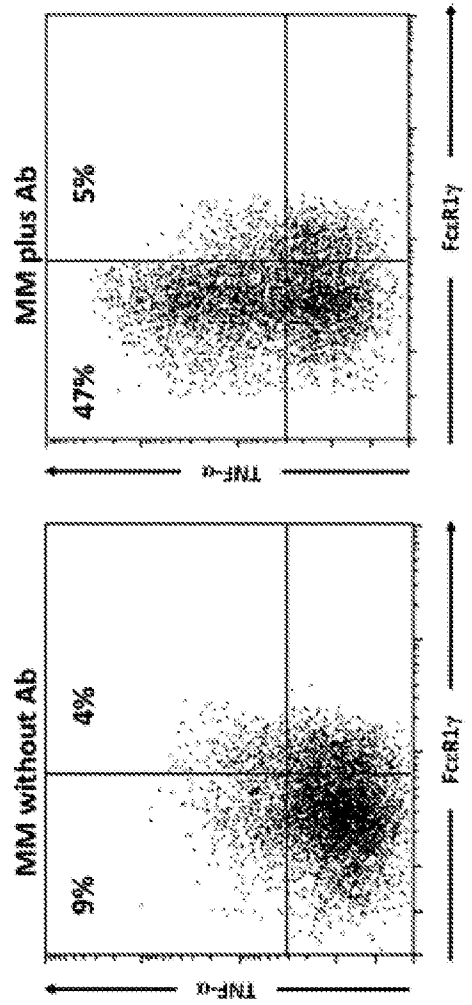 MM without Ab
9%
4%
TNF-α
FcεR1γ
MM plus Ab
47%
5%
TNF-α
FcεR1γ